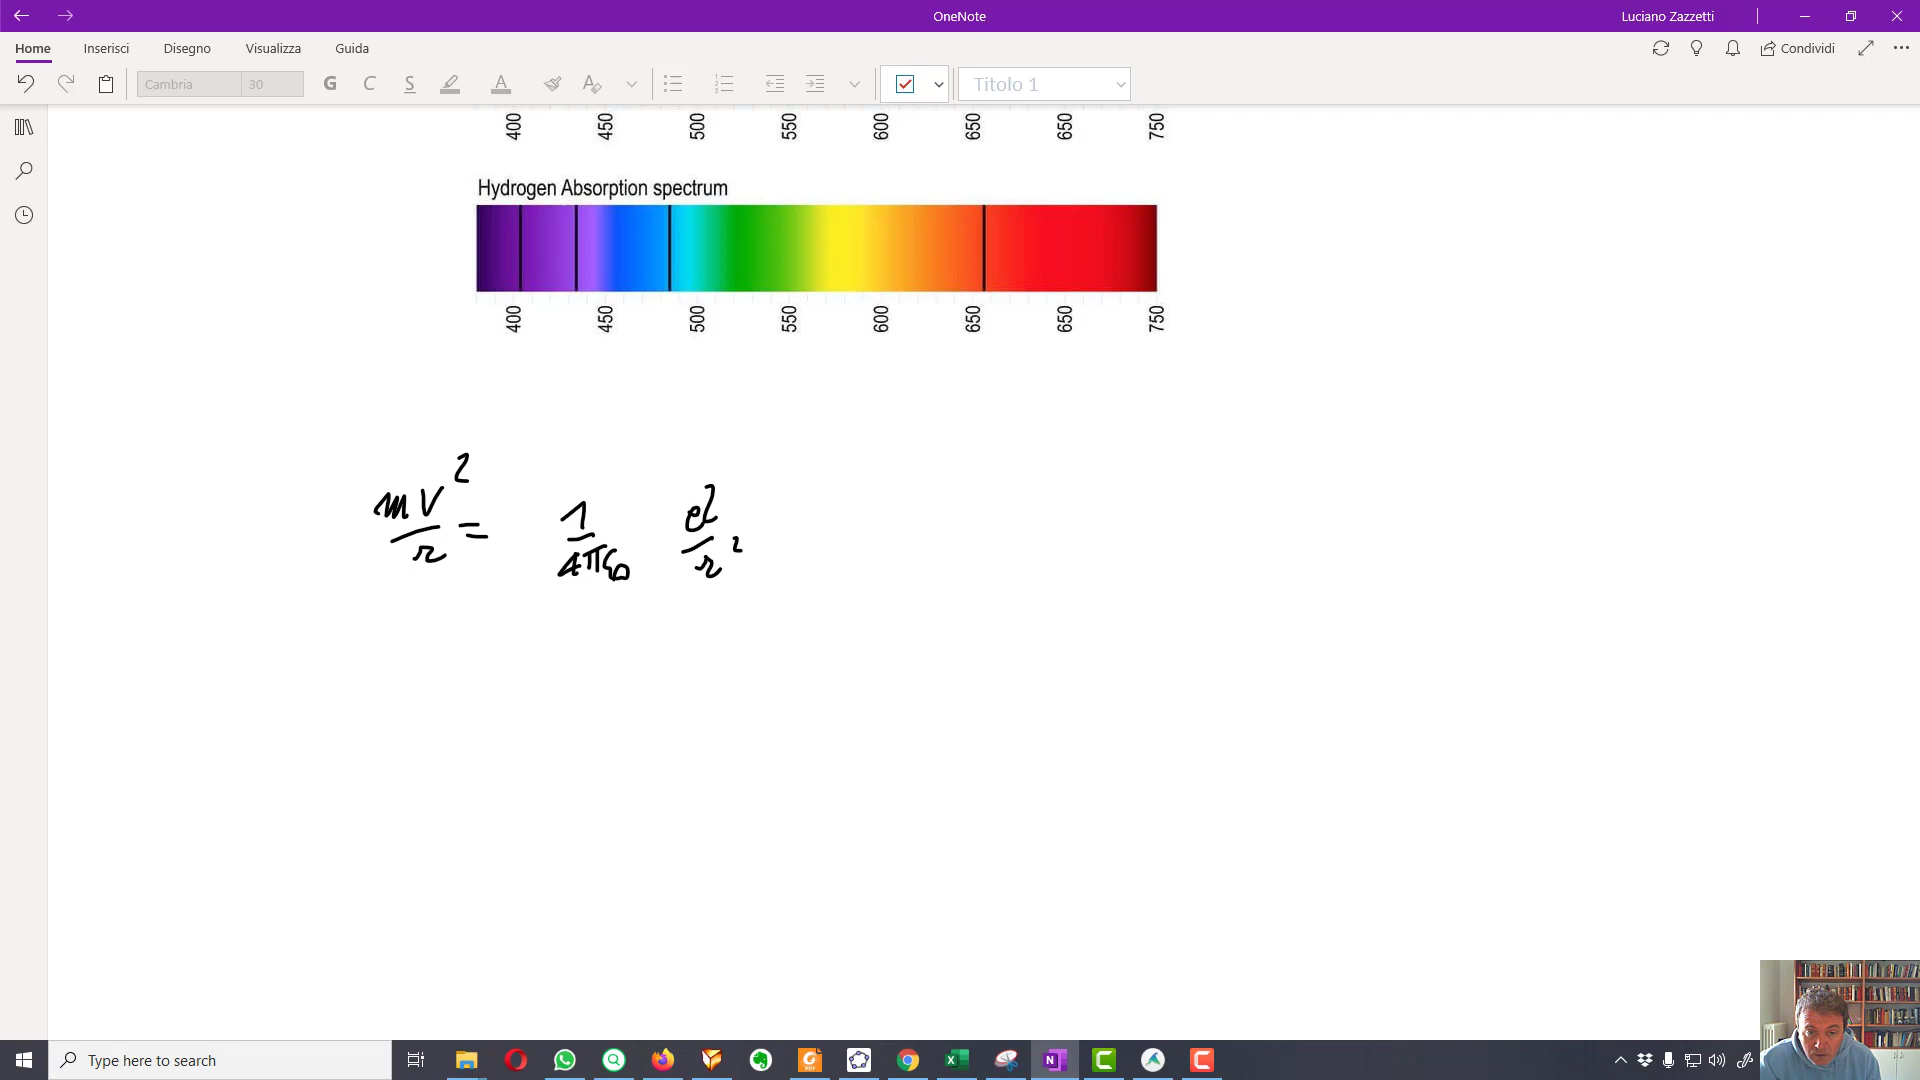 OneNote
Luciano Zazzetti
Home Inserisci Disegno Visualizza Guida
Condividi
Cambria 30 G C S A A Titolo 1
400 450 500 550 600 650 650 750
Hydrogen Absorption spectrum
400 450 500 550 600 650 650 750
mv²/r = 1/4πε0 e²/r²
Type here to search